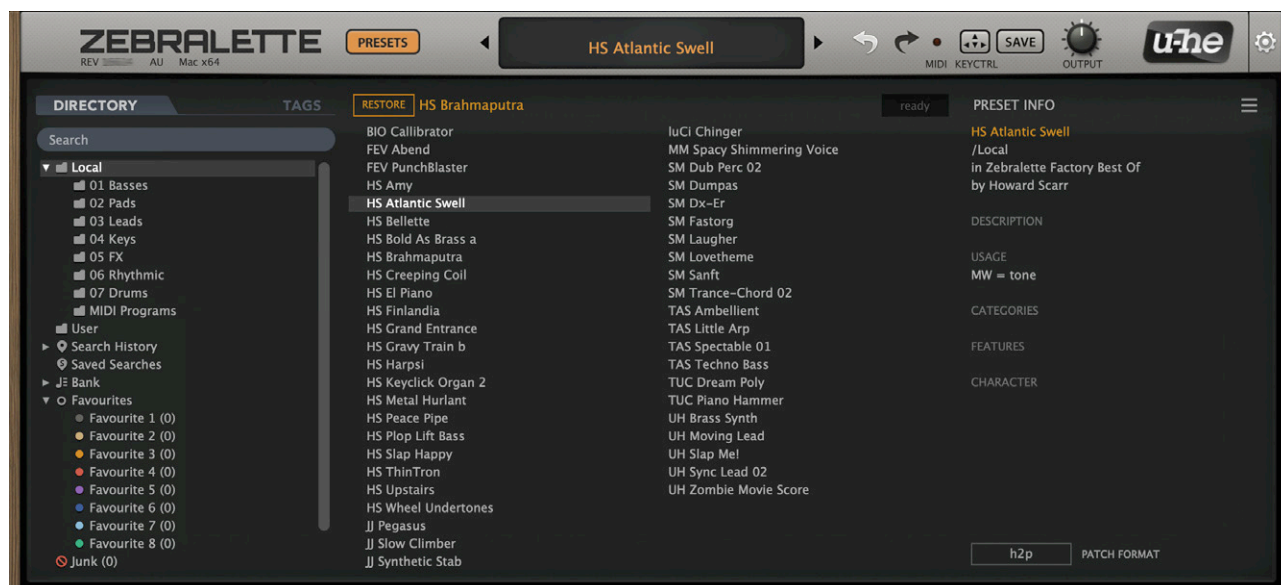 ZEBRALETTE
REV AU Mac x64
PRESETS
HS Atlantic Swell
MIDI KEYCTRL
SAVE
OUTPUT
u-he
DIRECTORY
TAGS
Search
Local
01 Basses
02 Pads
03 Leads
04 Keys
05 FX
06 Rhythmic
07 Drums
MIDI Programs
User
Search History
Saved Searches
Bank
Favourites
Favourite 1 (0)
Favourite 2 (0)
Favourite 3 (0)
Favourite 4 (0)
Favourite 5 (0)
Favourite 6 (0)
Favourite 7 (0)
Favourite 8 (0)
Junk (0)
RESTORE HS Brahmaputra
ready
BIO Callibrator
FEV Abend
FEV PunchBlaster
HS Amy
HS Atlantic Swell
HS Bellette
HS Bold As Brass a
HS Brahmaputra
HS Creeping Coil
HS El Piano
HS Finlandia
HS Grand Entrance
HS Gravy Train b
HS Harpsi
HS Keyclick Organ 2
HS Metal Hurlant
HS Peace Pipe
HS Plop Lift Bass
HS Slap Happy
HS ThinTron
HS Upstairs
HS Wheel Undertones
JJ Pegasus
JJ Slow Climber
JJ Synthetic Stab
luCi Chinger
MM Spacy Shimmering Voice
SM Dub Perc 02
SM Dumpas
SM Dx-Er
SM Fastorg
SM Laugher
SM Lovetheme
SM Sanft
SM Trance-Chord 02
TAS Ambellient
TAS Little Arp
TAS Spectable 01
TAS Techno Bass
TUC Dream Poly
TUC Piano Hammer
UH Brass Synth
UH Moving Lead
UH Slap Me!
UH Sync Lead 02
UH Zombie Movie Score
PRESET INFO
HS Atlantic Swell
/Local
in Zebralette Factory Best Of
by Howard Scarr
DESCRIPTION
USAGE
MW = tone
CATEGORIES
FEATURES
CHARACTER
h2p PATCH FORMAT